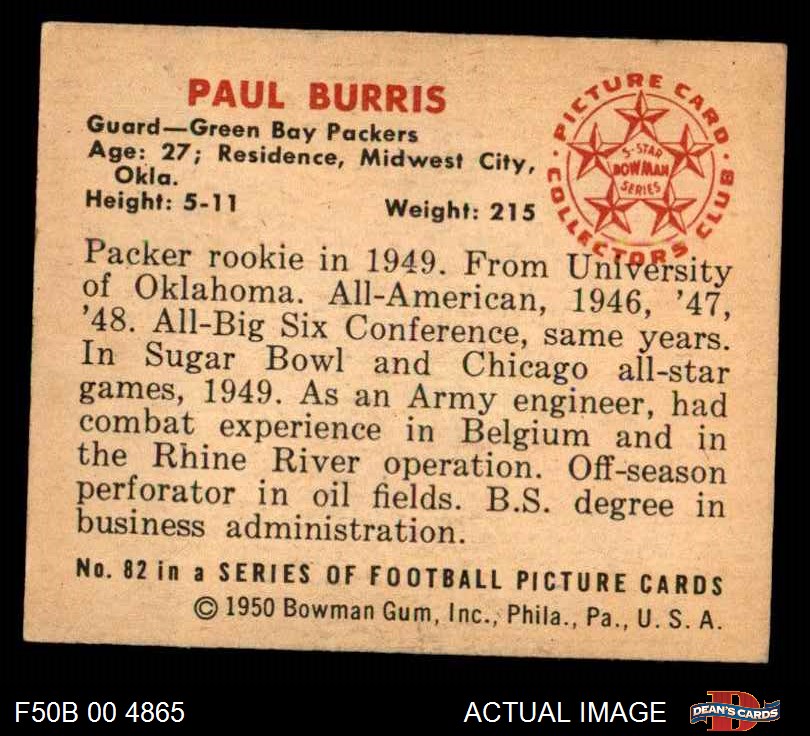 PAUL BURRIS
Guard—Green Bay Packers
Age: 27; Residence, Midwest City,
Okla.
Height: 5-11 Weight: 215
PICTURE CARD
5-STAR
BOWMAN
SERIES
COLLECTORS CLUB
Packer rookie in 1949. From University
of Oklahoma. All-American, 1946, '47,
'48. All-Big Six Conference, same years.
In Sugar Bowl and Chicago all-star
games, 1949. As an Army engineer, had
combat experience in Belgium and in
the Rhine River operation. Off-season
perforator in oil fields. B.S. degree in
business administration.
No. 82 in a SERIES OF FOOTBALL PICTURE CARDS
© 1950 Bowman Gum, Inc., Phila., Pa., U. S. A.
F50B 00 4865 ACTUAL IMAGE
D
DEAN'S CARDS